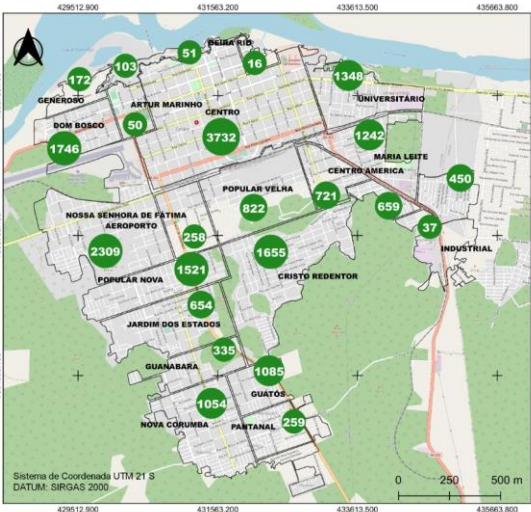 429512.900 431563.200 433613.500 435663.800
BEIRA RIO
51
103
16
172
1348
GENEROSO
ARTUR MARINHO
UNIVERSITÁRIO
CENTRO
DOM BOSCO
50
3732
1242
1746
MARIA LEITE
CENTRO AMERICA
450
POPULAR VELHA
721
822
659
NOSSA SENHORA DE FÁTIMA
AEROPORTO
37
258
2309
1655
INDUSTRIAL
1521
POPULAR NOVA
CRISTO REDENTOR
654
JARDIM DOS ESTADOS
335
GUANABARA
1085
GUATÓS
1054
259
NOVA CORUMBA
PANTANAL
Sistema de Coordenada UTM 21 S
DATUM: SIRGAS 2000
0 250 500 m
429512.900 431563.200 433613.500 435663.800